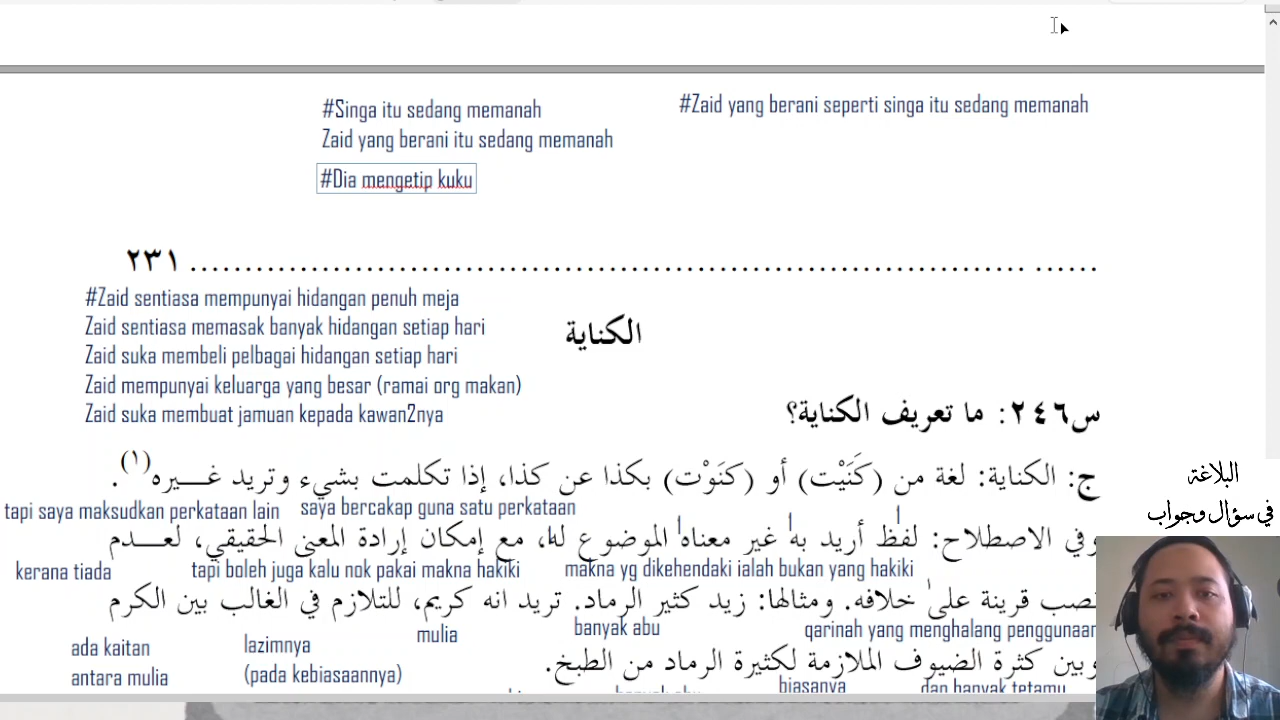 #Singa itu sedang memanah
#Zaid yang berani seperti singa itu sedang memanah
Zaid yang berani itu sedang memanah
#Dia mengetip kuku
٢٣١ ......................................................................................
#Zaid sentiasa mempunyai hidangan penuh meja
Zaid sentiasa memasak banyak hidangan setiap hari
الكناية
Zaid suka membeli pelbagai hidangan setiap hari
Zaid mempunyai keluarga yang besar (ramai org makan)
Zaid suka membuat jamuan kepada kawan2nya
س٢٤٦: ما تعريف الكناية؟
ج: الكناية: لغة من (كَنَيْت) أو (كنَوْت) بكذا عن كذا، إذا تكلمت بشيء وتريد غـــيره(١).
saya bercakap guna satu perkataan
tapi saya maksudkan perkataan lain
وفي الاصطلاح: لفظ أريد به غير معناه الموضوع له، مع إمكان إرادة المعنى الحقيقي، لعـــدم
makna yg dikehendaki ialah bukan yang hakiki
tapi boleh juga kalu nok pakai makna hakiki
kerana tiada
نصب قرينة على خلافه. ومثالها: زيد كثير الرماد. تريد انه كريم، للتلازم في الغالب بين الكرم
qarinah yang menghalang penggunaan
banyak abu
mulia
lazimnya
(pada kebiasaannya)
ada kaitan
antara mulia
وبين كثرة الضيوف الملازمة لكثيرة الرماد من الطبخ.
dan banyak tetamu
biasanya
banyak abu
البلاغة
في سؤال وجواب